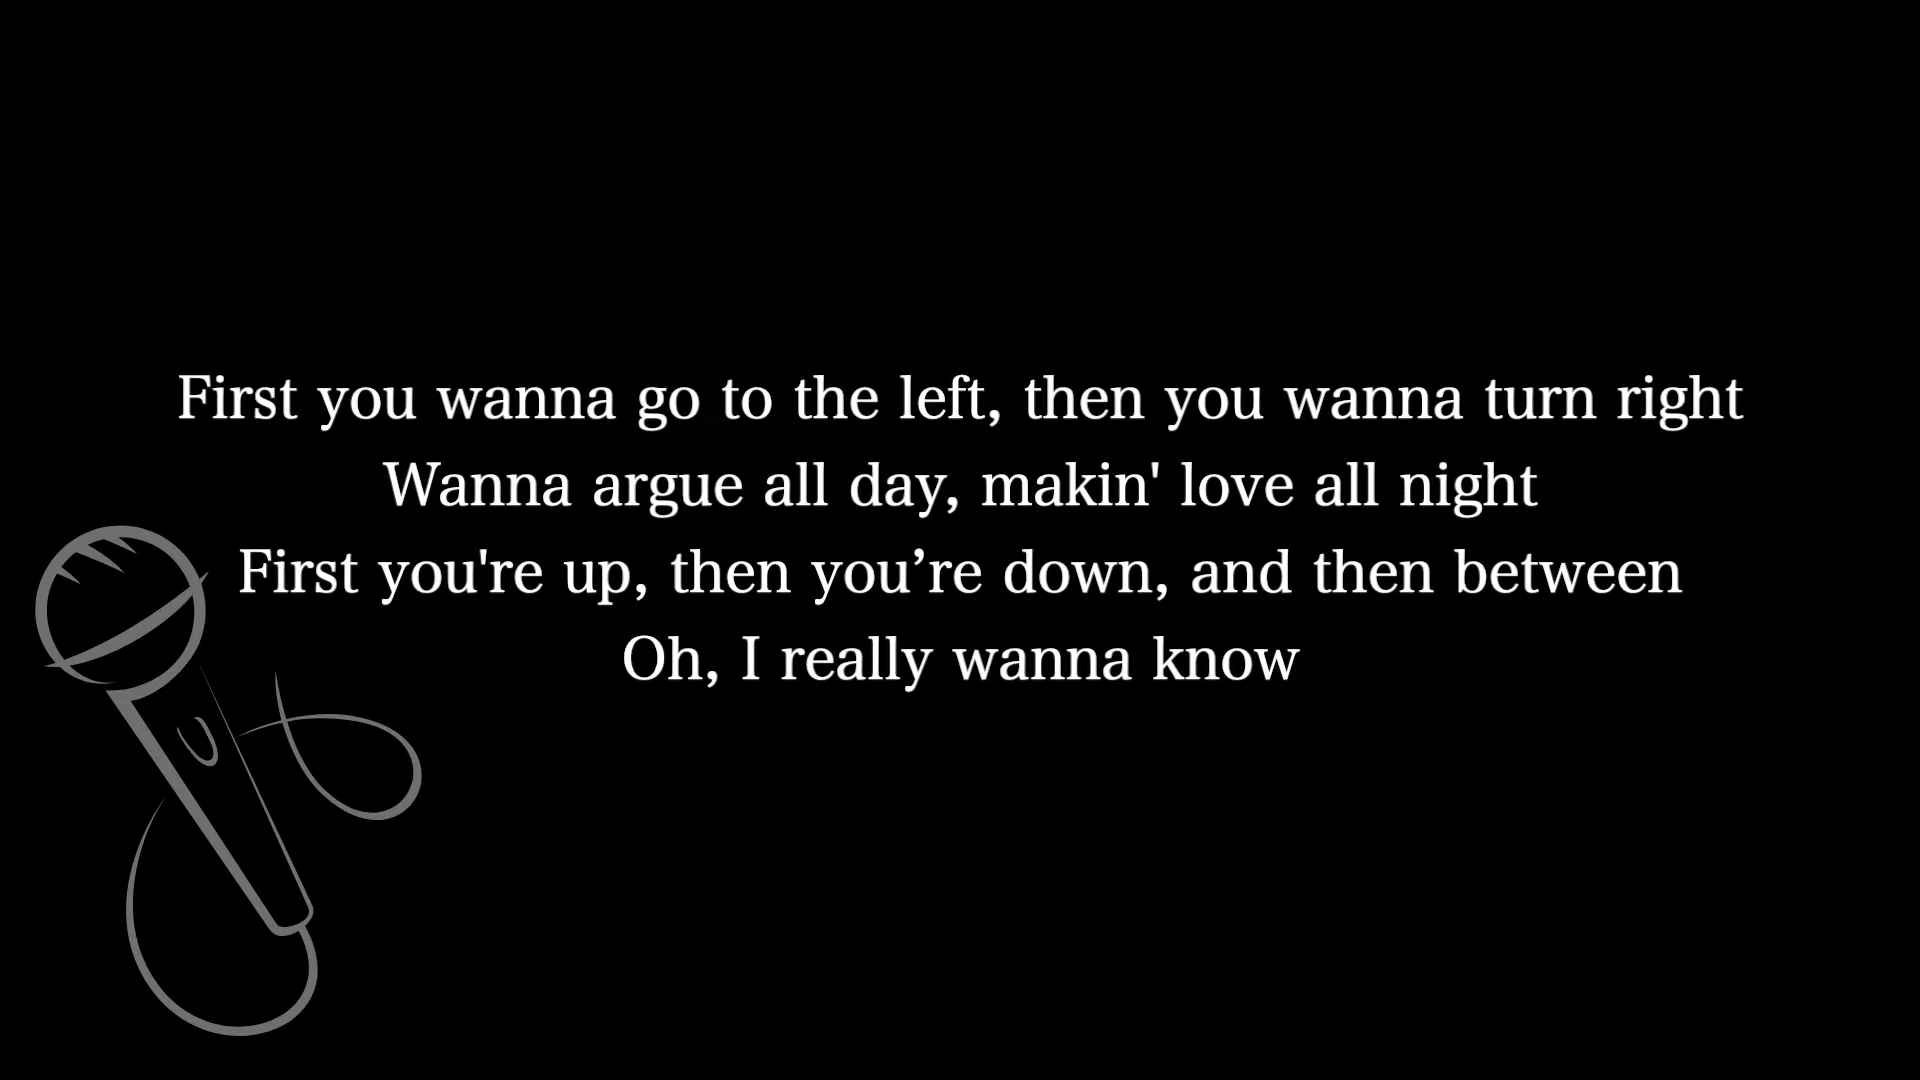 First you wanna go to the left, then you wanna turn right
Wanna argue all day, makin' love all night
First you're up, then you’re down, and then between
Oh, I really wanna know